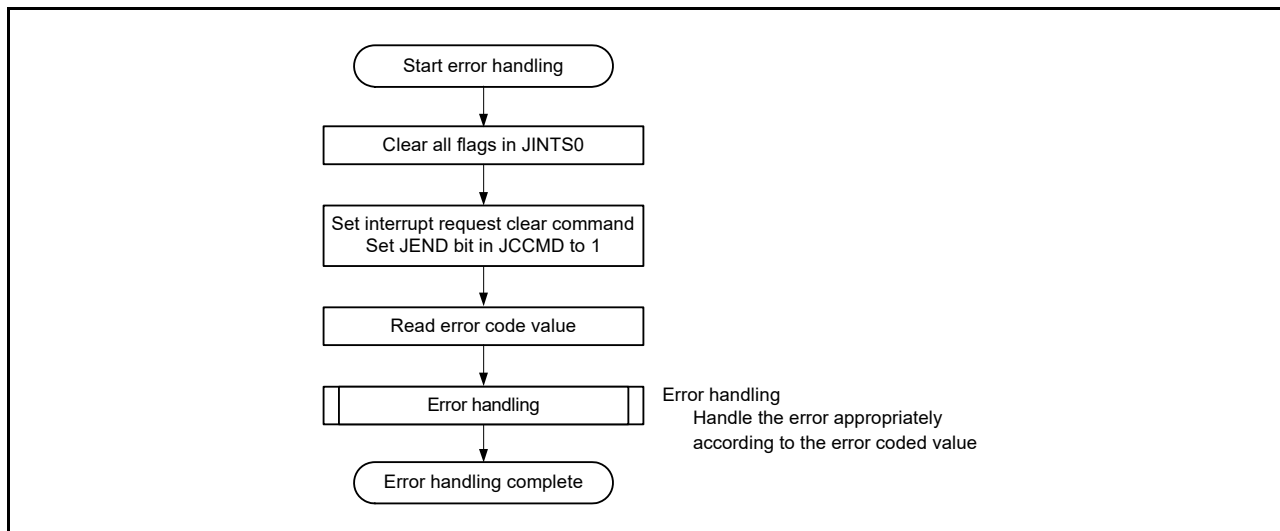 Start error handling
Clear all flags in JINTS0
Set interrupt request clear command
Set JEND bit in JCCMD to 1
Read error code value
Error handling
Error handling
Handle the error appropriately
according to the error coded value
Error handling complete